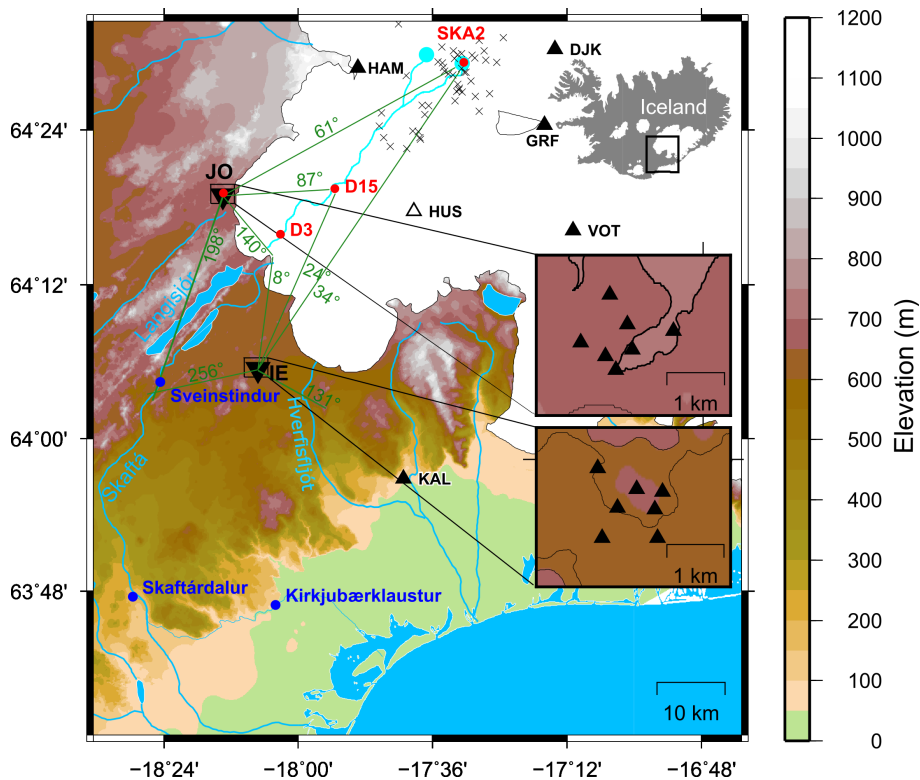 SKA2
DJK
HAM
Iceland
64°24'
GRF
61°
JO
87°
D15
HUS
VOT
D3
198°
140°
64°12'
8°
24°
34°
Langisjór
256°
IE
131°
Sveinstindur
1 km
64°00'
Skaftá
Hverfisfljót
KAL
1 km
63°48'
Skaftárdalur
Kirkjubærklaustur
10 km
−18°24'
−18°00'
−17°36'
−17°12'
−16°48'
1200
1100
1000
900
800
700
600
500
400
300
200
100
0
Elevation (m)